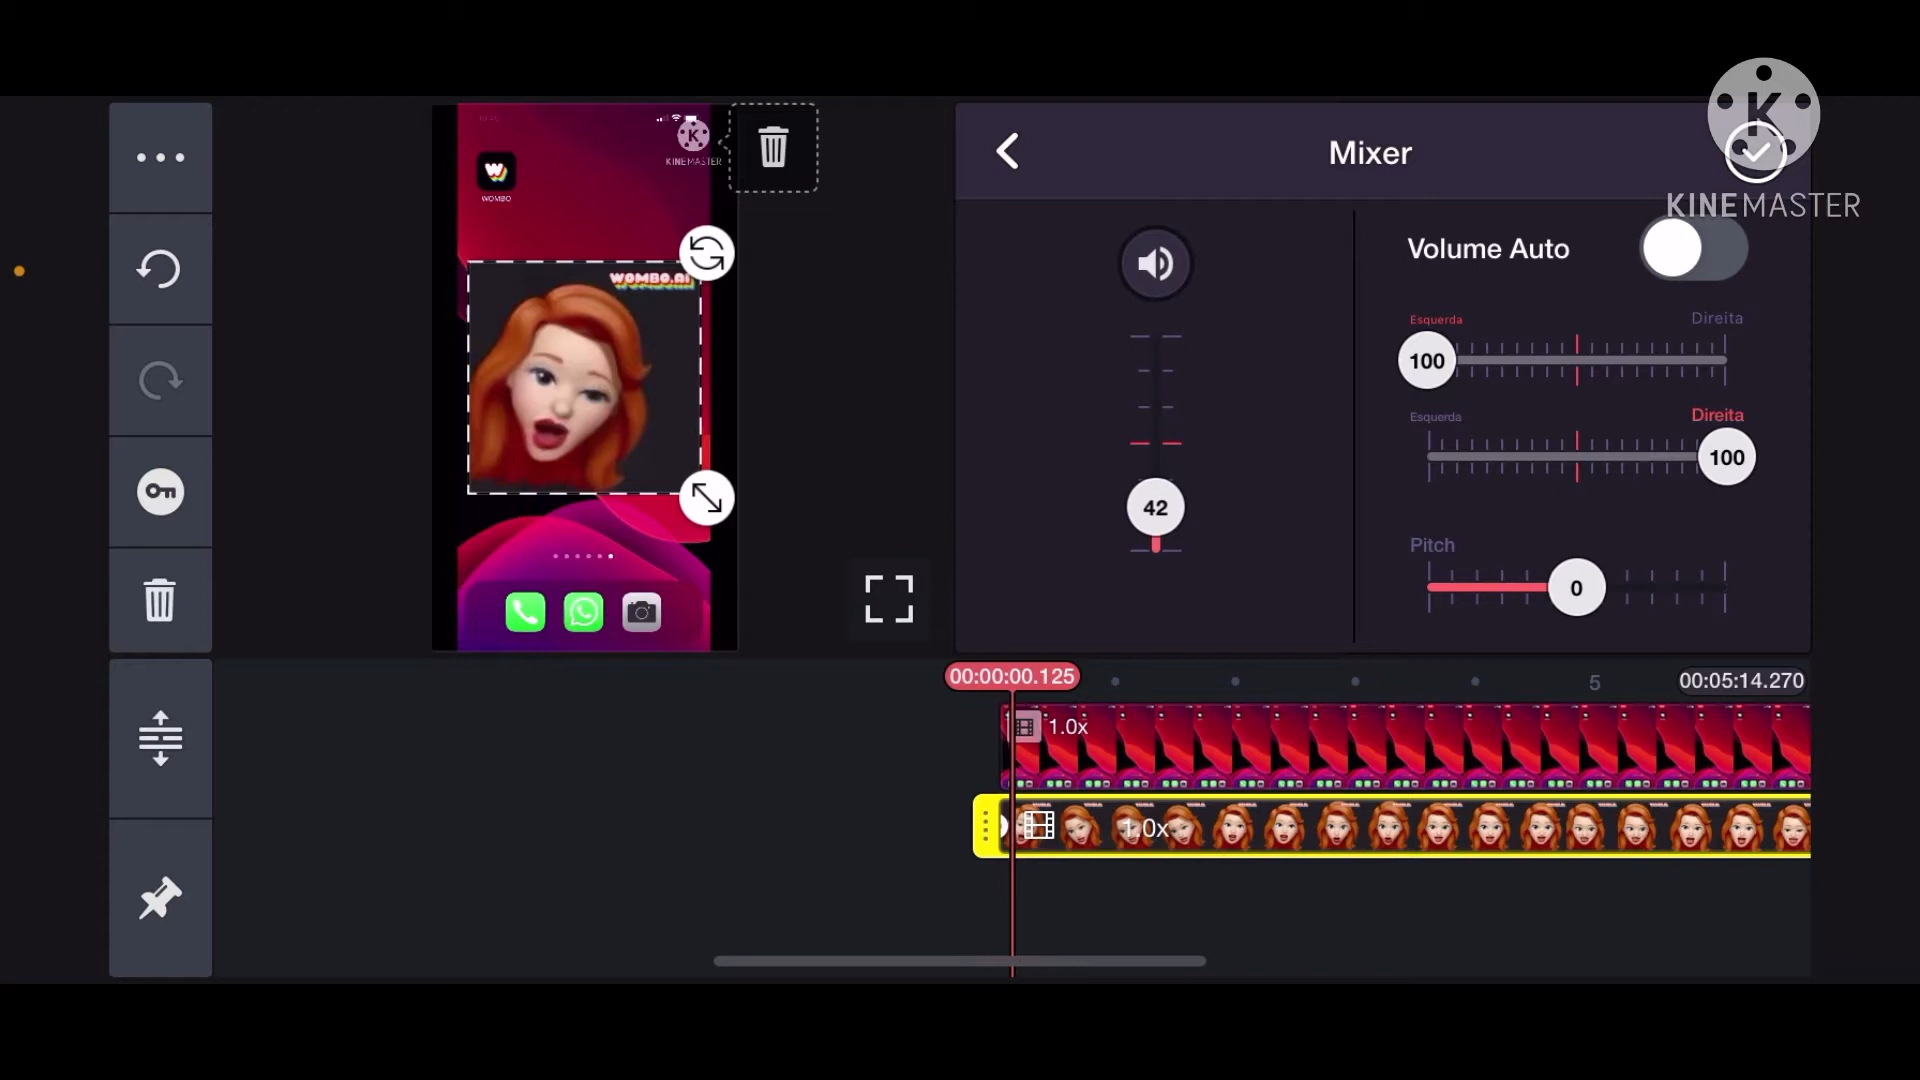 KINEMASTER
WOMBO
WOMBO.AI
K
KINEMASTER
Mixer
Volume Auto
Esquerda
Direita
100
Esquerda
Direita
100
42
Pitch
0
00:00:00.125
5
00:05:14.270
1.0x
1.0x